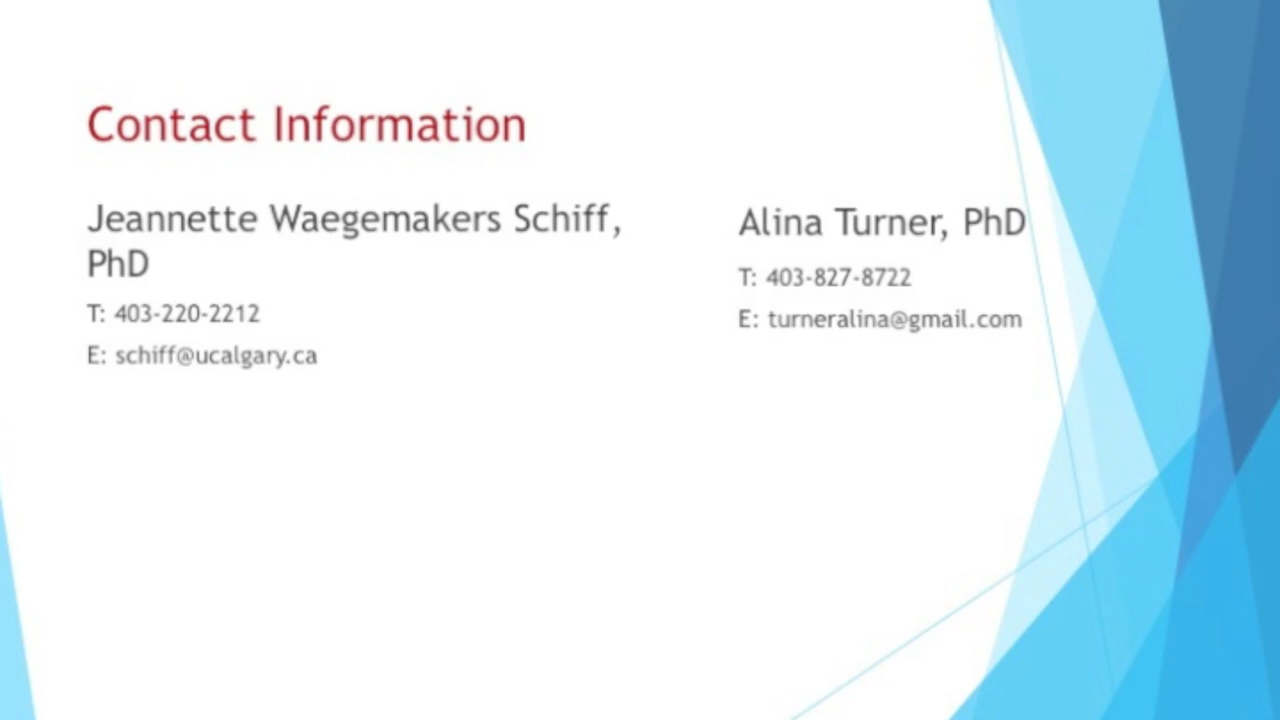 Contact Information
Jeannette Waegemakers Schiff,
PhD
T: 403-220-2212
E: schiff@ucalgary.ca
Alina Turner, PhD
T: 403-827-8722
E: turneralina@gmail.com